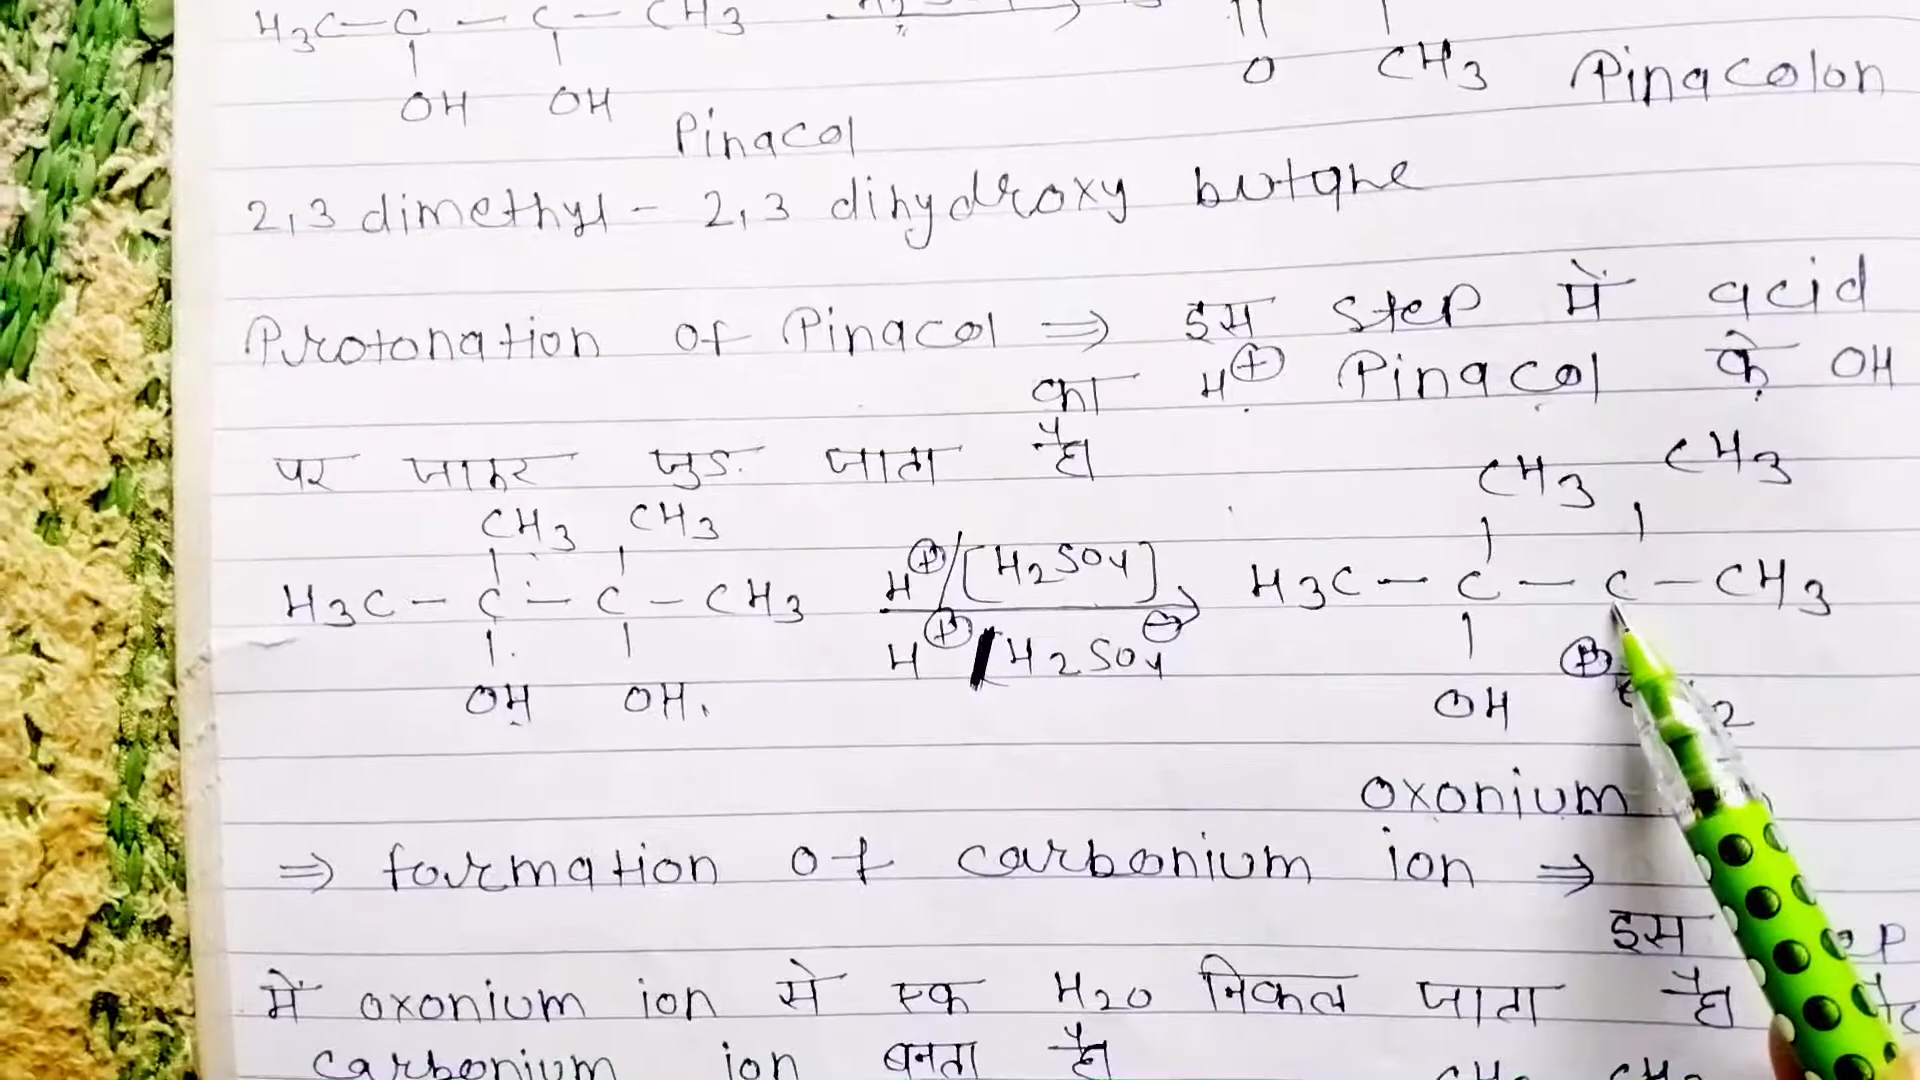 H3C – C – C – CH3
OH OH O CH3 Pinacolon
Pinacol
2,3 dimethyl – 2,3 dihydroxy butane
Protonation of Pinacol ⇒ इस step में acid
का H⊕ Pinacol के OH
पर जाकर जुड़ जाता है
CH3 CH3 CH3 CH3
H3C – C – C – CH3 H⊕/[H2SO4] H3C – C – C – CH3
H⊕/H2SO4⊖ ⊕
OH OH. OH
oxonium
⇒ formation of carbonium ion ⇒
इस
में oxonium ion से एक H2O निकल जाता है
carbonium ion बनता है